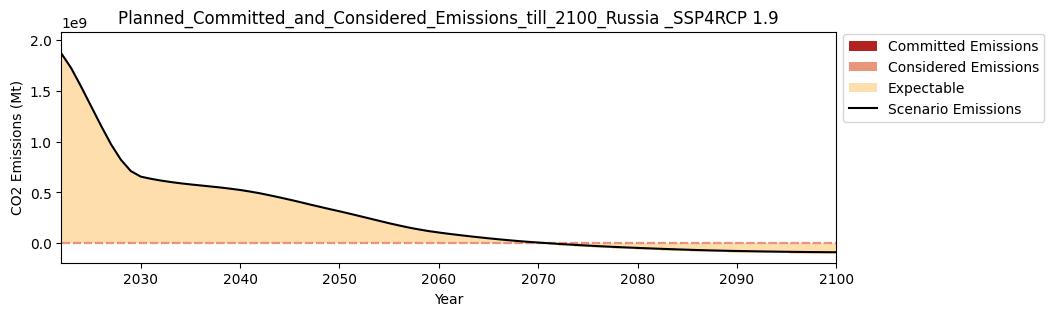 Planned_Committed_and_Considered_Emissions_till_2100_Russia _SSP4RCP 1.9
1e9
2.0
1.5
1.0
0.5
0.0
CO2 Emissions (Mt)
2030 2040 2050 2060 2070 2080 2090 2100
Year
Committed Emissions
Considered Emissions
Expectable
Scenario Emissions